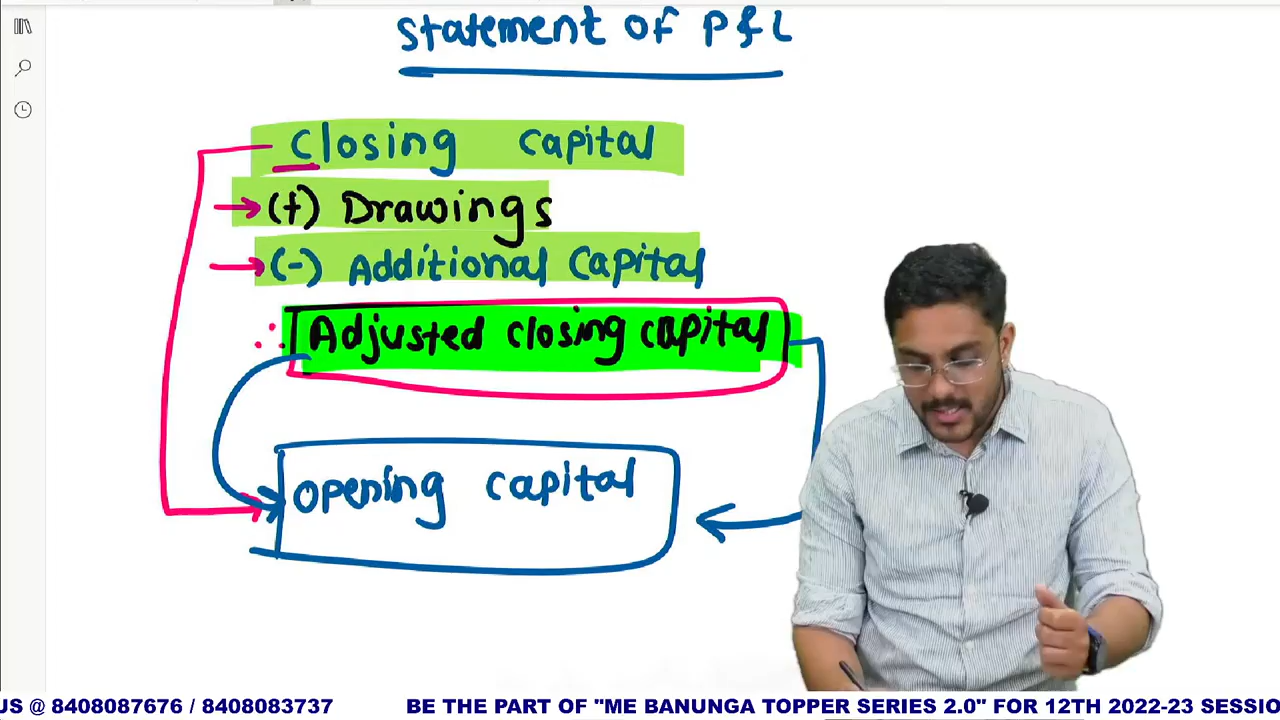 statement of P&L
closing capital
→ (+) Drawings
→ (-) Additional capital
∴ Adjusted closing capital
opening capital
US @ 8408087676 / 8408083737 BE THE PART OF "ME BANUNGA TOPPER SERIES 2.0" FOR 12TH 2022-23 SESSIO